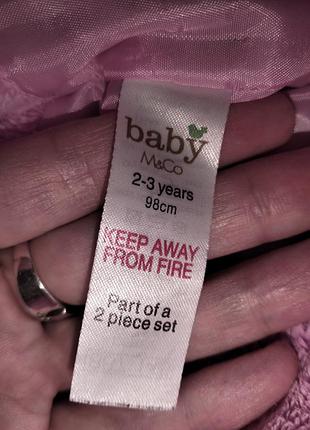 baby
M&Co
2-3 years
98cm
KEEP AWAY
FROM FIRE
Part of a
2 piece set